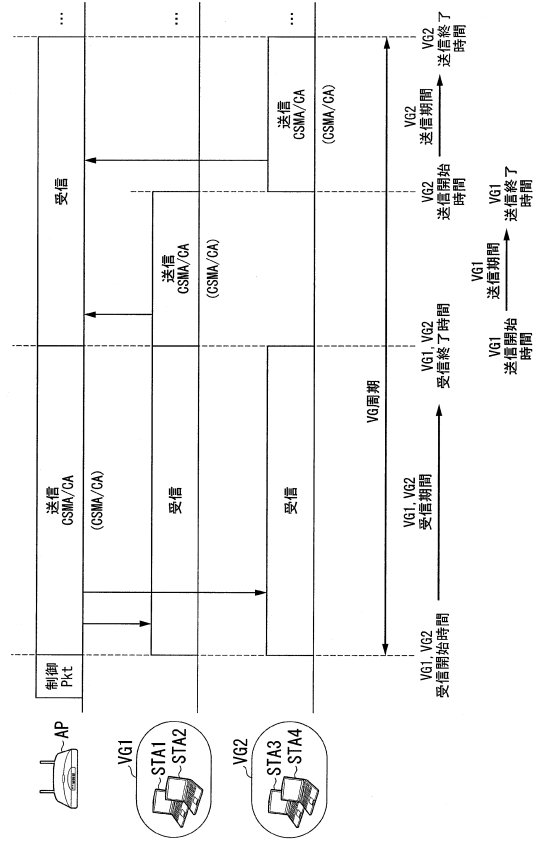 AP
制御
Pkt
送信
CSMA/CA
(CSMA/CA)
受信
...
VG1
STA1
STA2
受信
送信
CSMA/CA
(CSMA/CA)
...
VG2
STA3
STA4
受信
送信
CSMA/CA
(CSMA/CA)
...
VG周期
VG1, VG2
受信開始時間
VG1, VG2
受信期間
VG1, VG2
受信終了時間
VG2
送信開始
時間
VG2
送信期間
VG2
送信終了
時間
VG1
送信開始
時間
VG1
送信期間
VG1
送信終了
時間